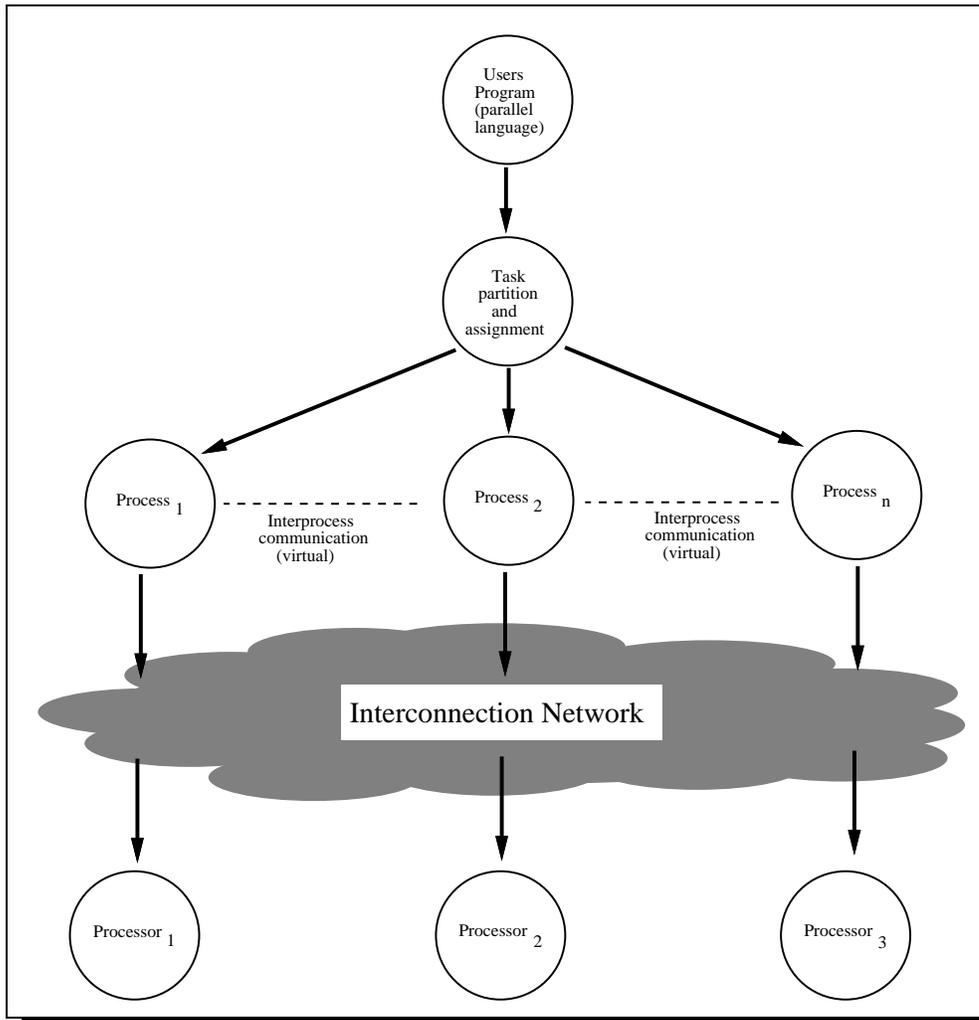 Users
Program
(parallel
language)
Task
partition
and
assignment
Process 1
Process 2
Process n
Interprocess
communication
(virtual)
Interprocess
communication
(virtual)
Interconnection Network
Processor 1
Processor 2
Processor 3